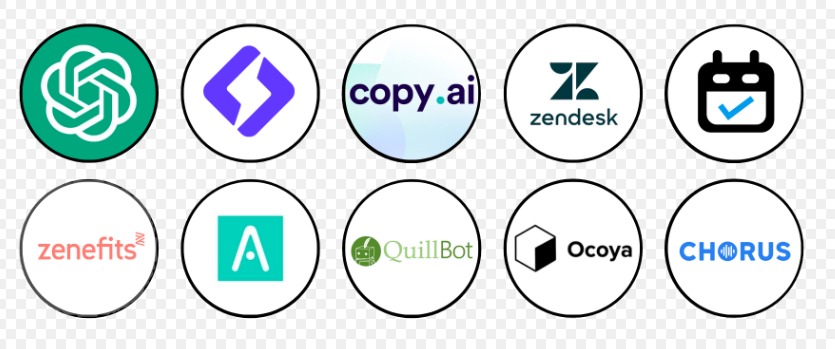 copy.ai
zendesk
zenefits
QuillBot
Ocoya
CHORUS